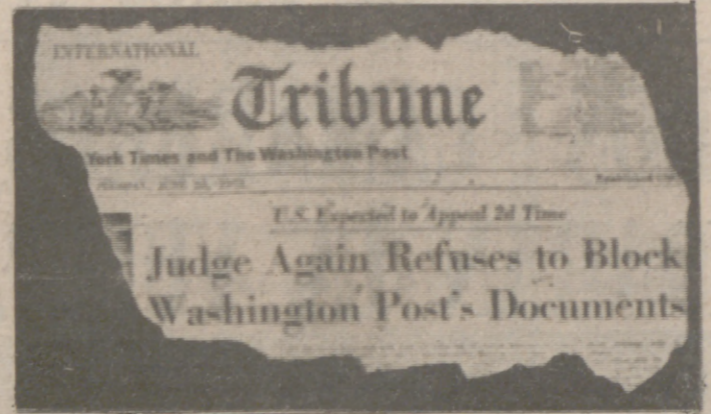 INTERNATIONAL
Tribune
York Times and The Washington Post
U.S. Expected to Appeal 2d Time
Judge Again Refuses to Block
Washington Post's Documents